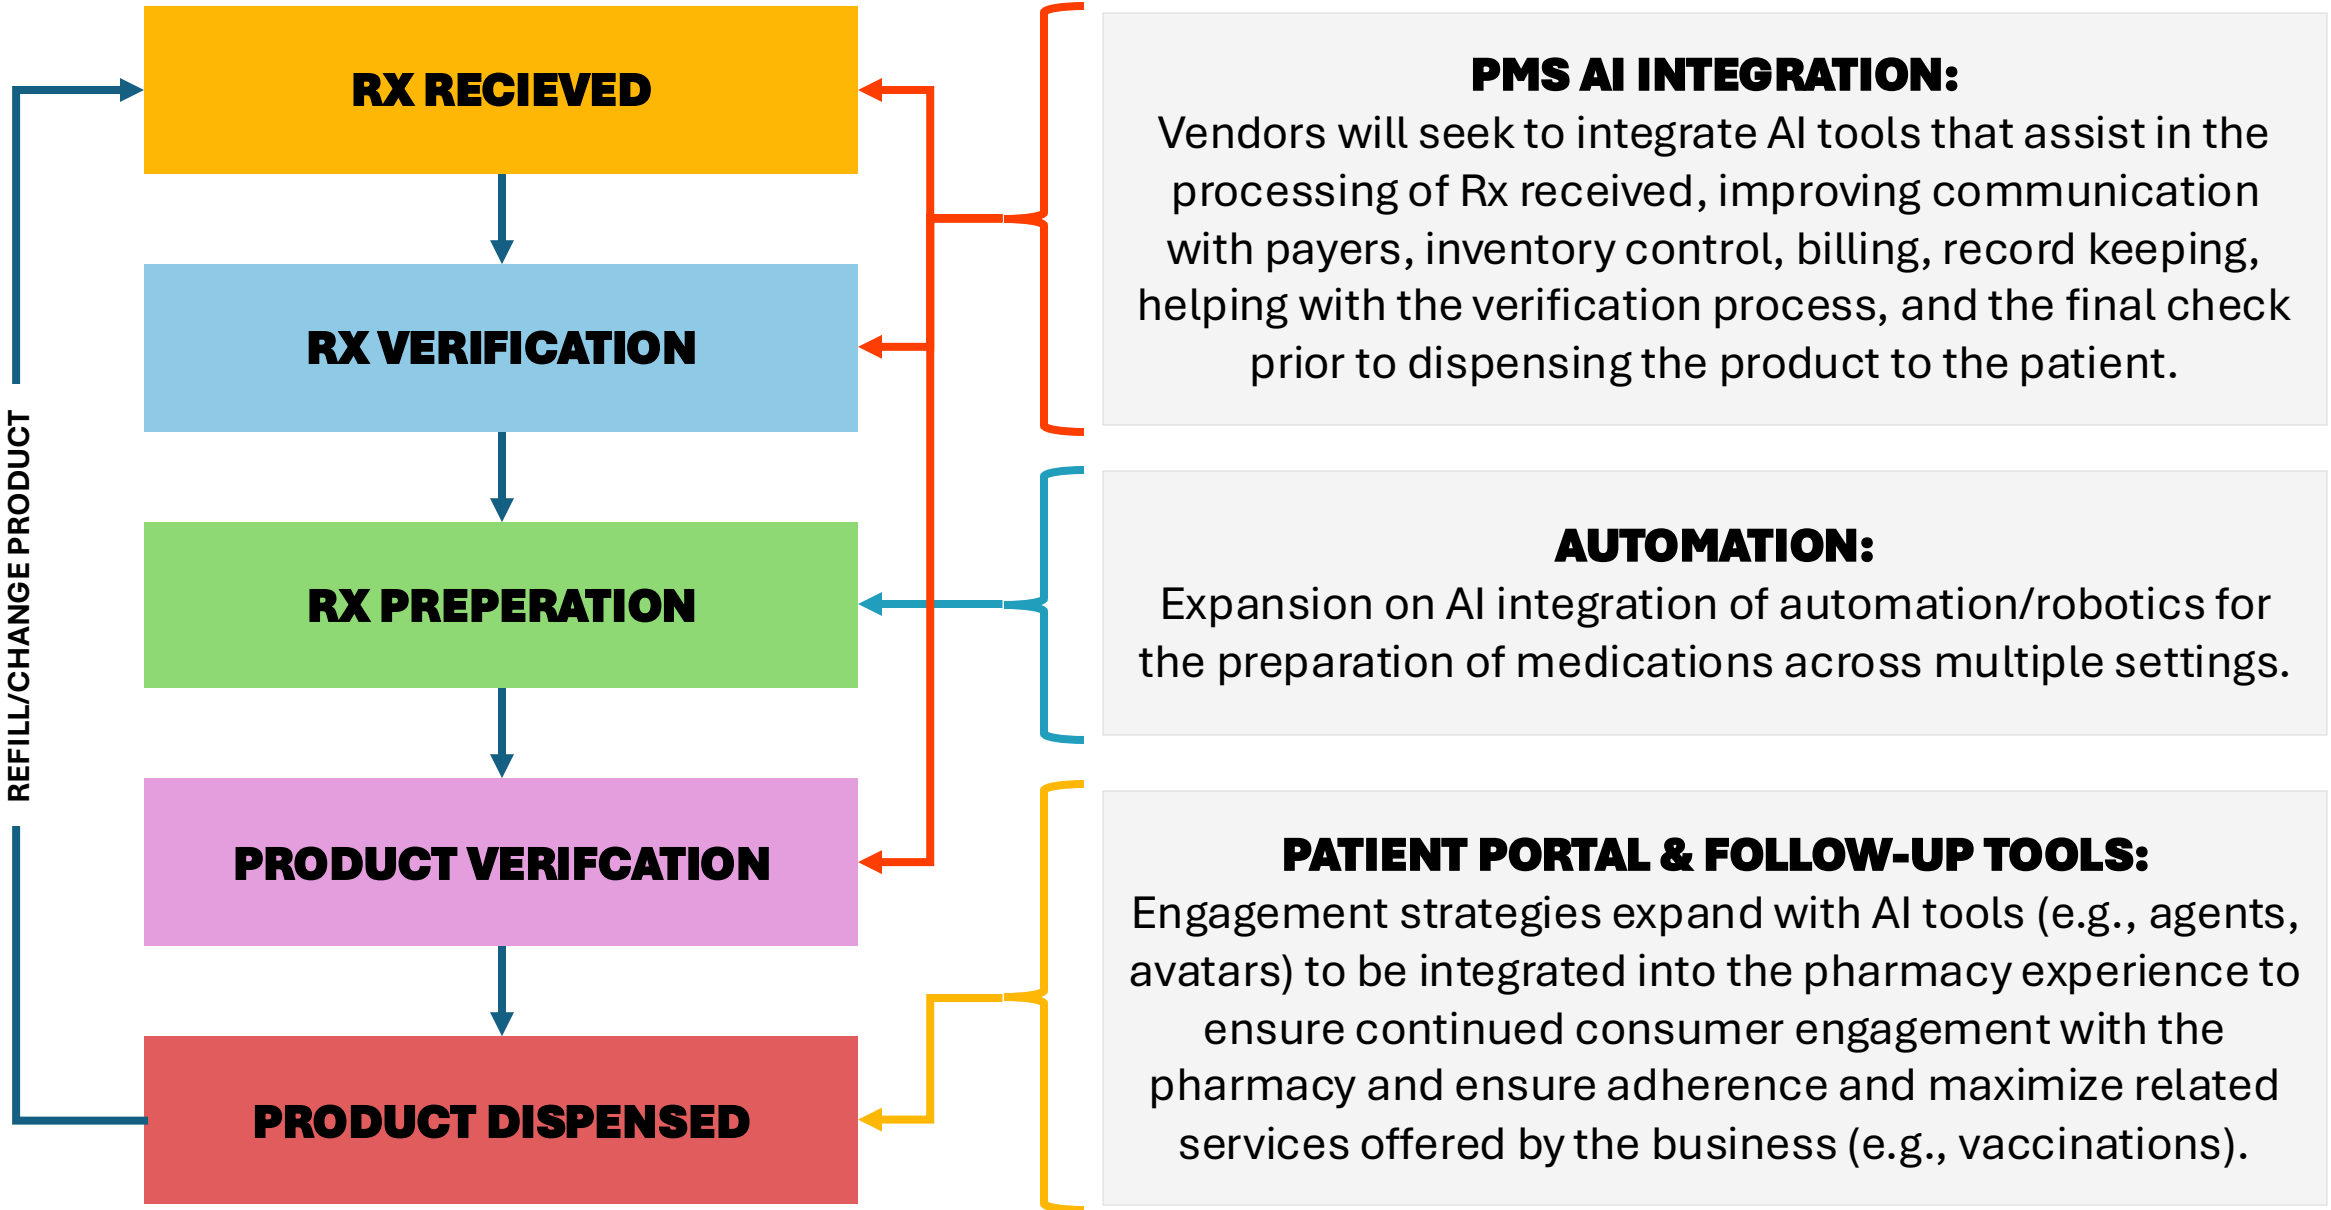 RX RECIEVED
RX VERIFICATION
RX PREPERATION
PRODUCT VERIFCATION
PRODUCT DISPENSED
REFILL/CHANGE PRODUCT
PMS AI INTEGRATION:
Vendors will seek to integrate AI tools that assist in the
processing of Rx received, improving communication
with payers, inventory control, billing, record keeping,
helping with the verification process, and the final check
prior to dispensing the product to the patient.
AUTOMATION:
Expansion on AI integration of automation/robotics for
the preparation of medications across multiple settings.
PATIENT PORTAL & FOLLOW-UP TOOLS:
Engagement strategies expand with AI tools (e.g., agents,
avatars) to be integrated into the pharmacy experience to
ensure continued consumer engagement with the
pharmacy and ensure adherence and maximize related
services offered by the business (e.g., vaccinations).